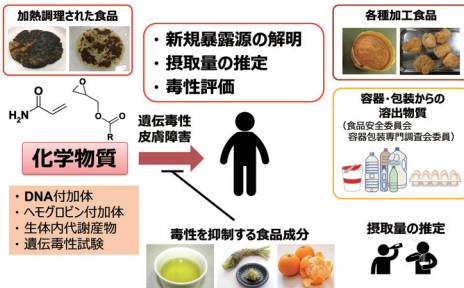 加熱調理された食品
・新規暴露源の解明
・摂取量の推定
・毒性評価
各種加工食品
H₂N
O
O
O
R
遺伝毒性
皮膚障害
化学物質
容器・包装からの
溶出物質
(食品安全委員会
容器包装専門調査会委員)
・DNA付加体
・ヘモグロビン付加体
・生体内代謝産物
・遺伝毒性試験
毒性を抑制する食品成分
摂取量の推定